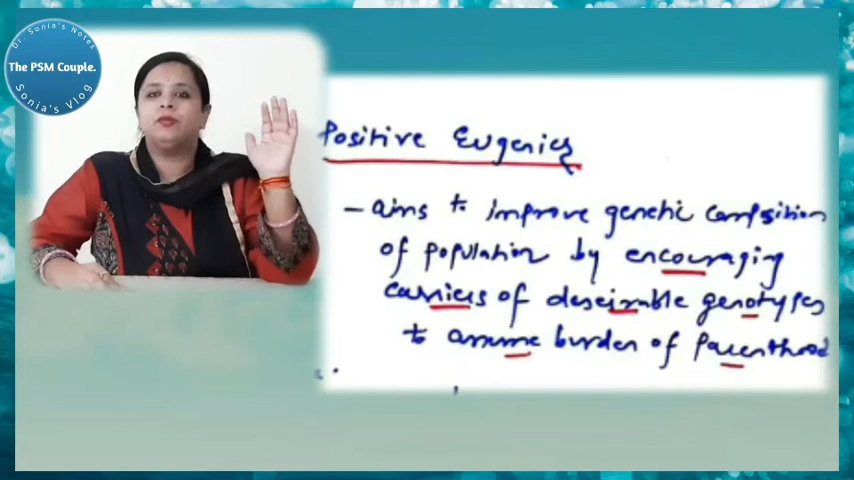 Dr. Sonia's Notes
The PSM Couple.
Sonia's Vlog
Positive Eugenics
- aims to improve genetic composition
of population by encouraging
carriers of deseirable genotypes
to assume burden of Parenthood